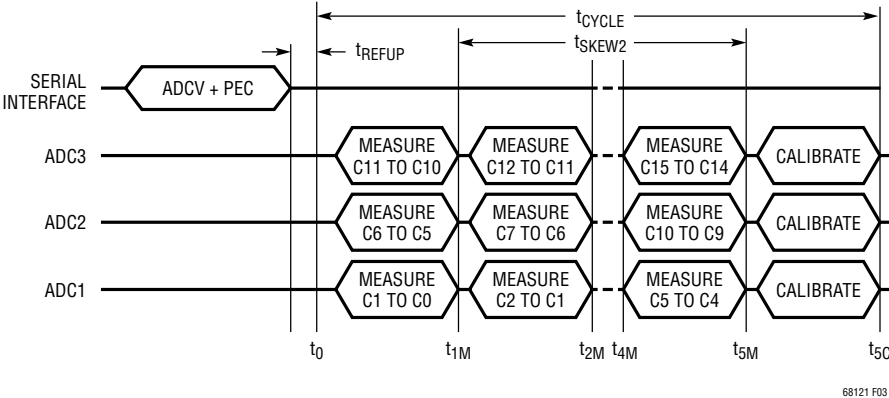 tCYCLE
tREFUP
tSKEW2
SERIAL
INTERFACE
ADCV + PEC
ADC3
MEASURE
C11 TO C10
MEASURE
C12 TO C11
MEASURE
C15 TO C14
CALIBRATE
ADC2
MEASURE
C6 TO C5
MEASURE
C7 TO C6
MEASURE
C10 TO C9
CALIBRATE
ADC1
MEASURE
C1 TO C0
MEASURE
C2 TO C1
MEASURE
C5 TO C4
CALIBRATE
t0
t1M
t2M
t4M
t5M
t5C
68121 F03